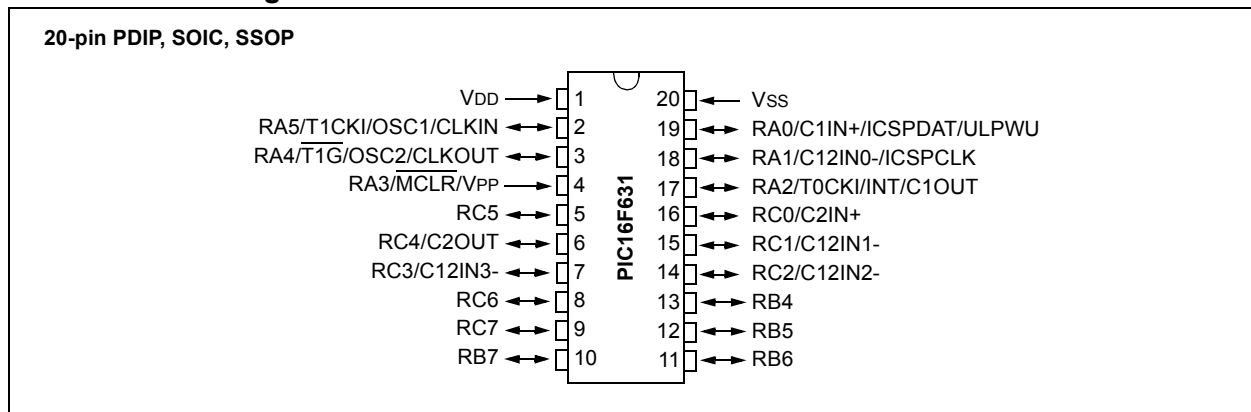 20-pin PDIP, SOIC, SSOP
VDD 1 20 VSS
RA5/T1CKI/OSC1/CLKIN 2 19 RA0/C1IN+/ICSPDAT/ULPWU
RA4/T1G/OSC2/CLKOUT 3 18 RA1/C12IN0-/ICSPCLK
RA3/MCLR/VPP 4 17 RA2/T0CKI/INT/C1OUT
RC5 5 16 RC0/C2IN+
RC4/C2OUT 6 15 RC1/C12IN1-
RC3/C12IN3- 7 14 RC2/C12IN2-
RC6 8 13 RB4
RC7 9 12 RB5
RB7 10 11 RB6
PIC16F631